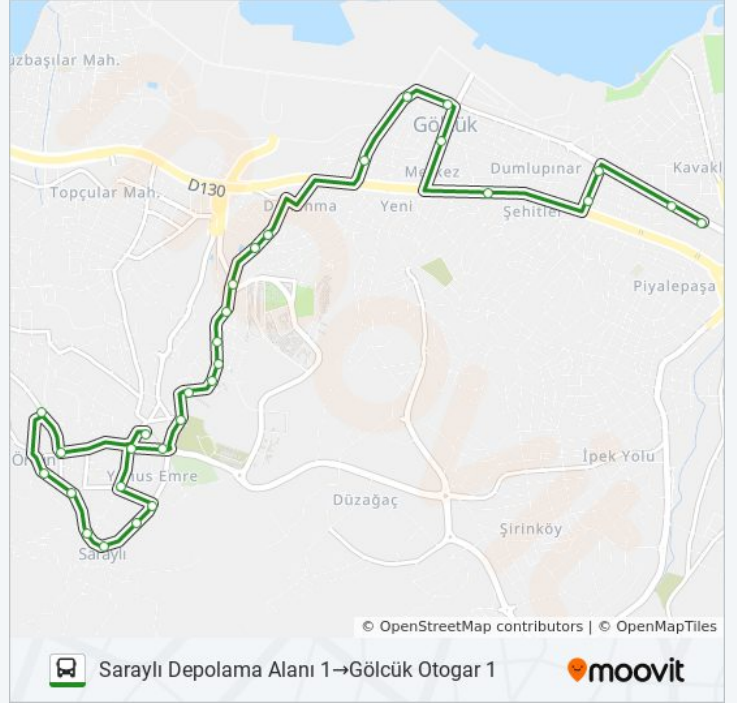 üzbaşılar Mah.
Gölcük
D130
Merkez
Dumlupınar
Kavakl
Topçular Mah.
Yeni
Şehitler
Piyalepaşa
Yunus Emre
İpek Yolu
Düzağaç
Şirinköy
Saraylı
© OpenStreetMap contributors | © OpenMapTiles
Saraylı Depolama Alanı 1→Gölcük Otogar 1
moovit